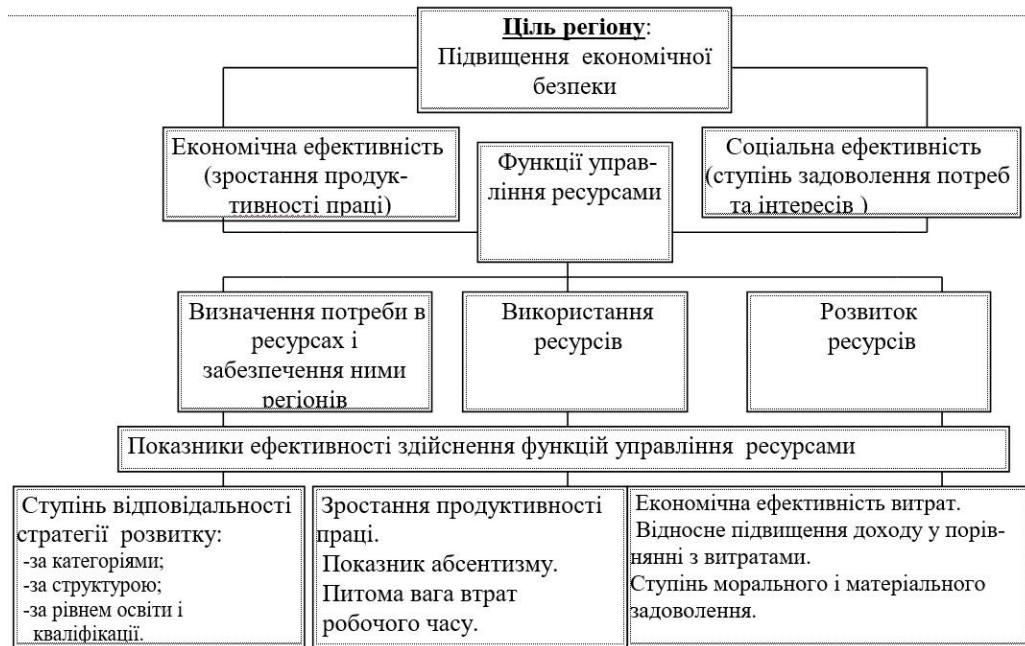 Ціль регіону:
Підвищення економічної
безпеки
Економічна ефективність
(зростання продук-
тивності праці)
Функції управ-
ління ресурсами
Соціальна ефективність
(ступінь задоволення потреб
та інтересів )
Визначення потреби в
ресурсах і
забезпечення ними
регіонів
Використання
ресурсів
Розвиток
ресурсів
Показники ефективності здійснення функцій управління ресурсами
Ступінь відповідальності
стратегії розвитку:
-за категоріями;
-за структурою;
-за рівнем освіти і
кваліфікації.
Зростання продуктивності
праці.
Показник абсентизму.
Питома вага втрат
робочого часу.
Економічна ефективність витрат.
Відносне підвищення доходу у порів-
нянні з витратами.
Ступінь морального і матеріального
задоволення.